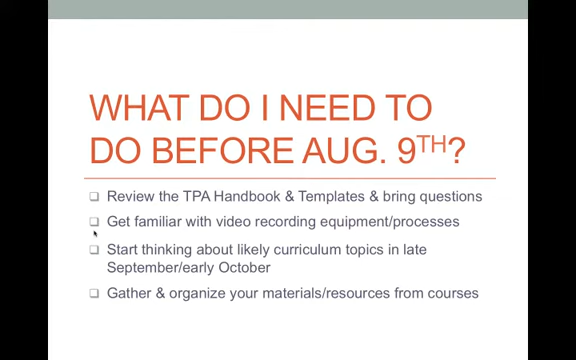 WHAT DO I NEED TO
DO BEFORE AUG. 9TH?
Review the TPA Handbook & Templates & bring questions
Get familiar with video recording equipment/processes
Start thinking about likely curriculum topics in late
September/early October
Gather & organize your materials/resources from courses